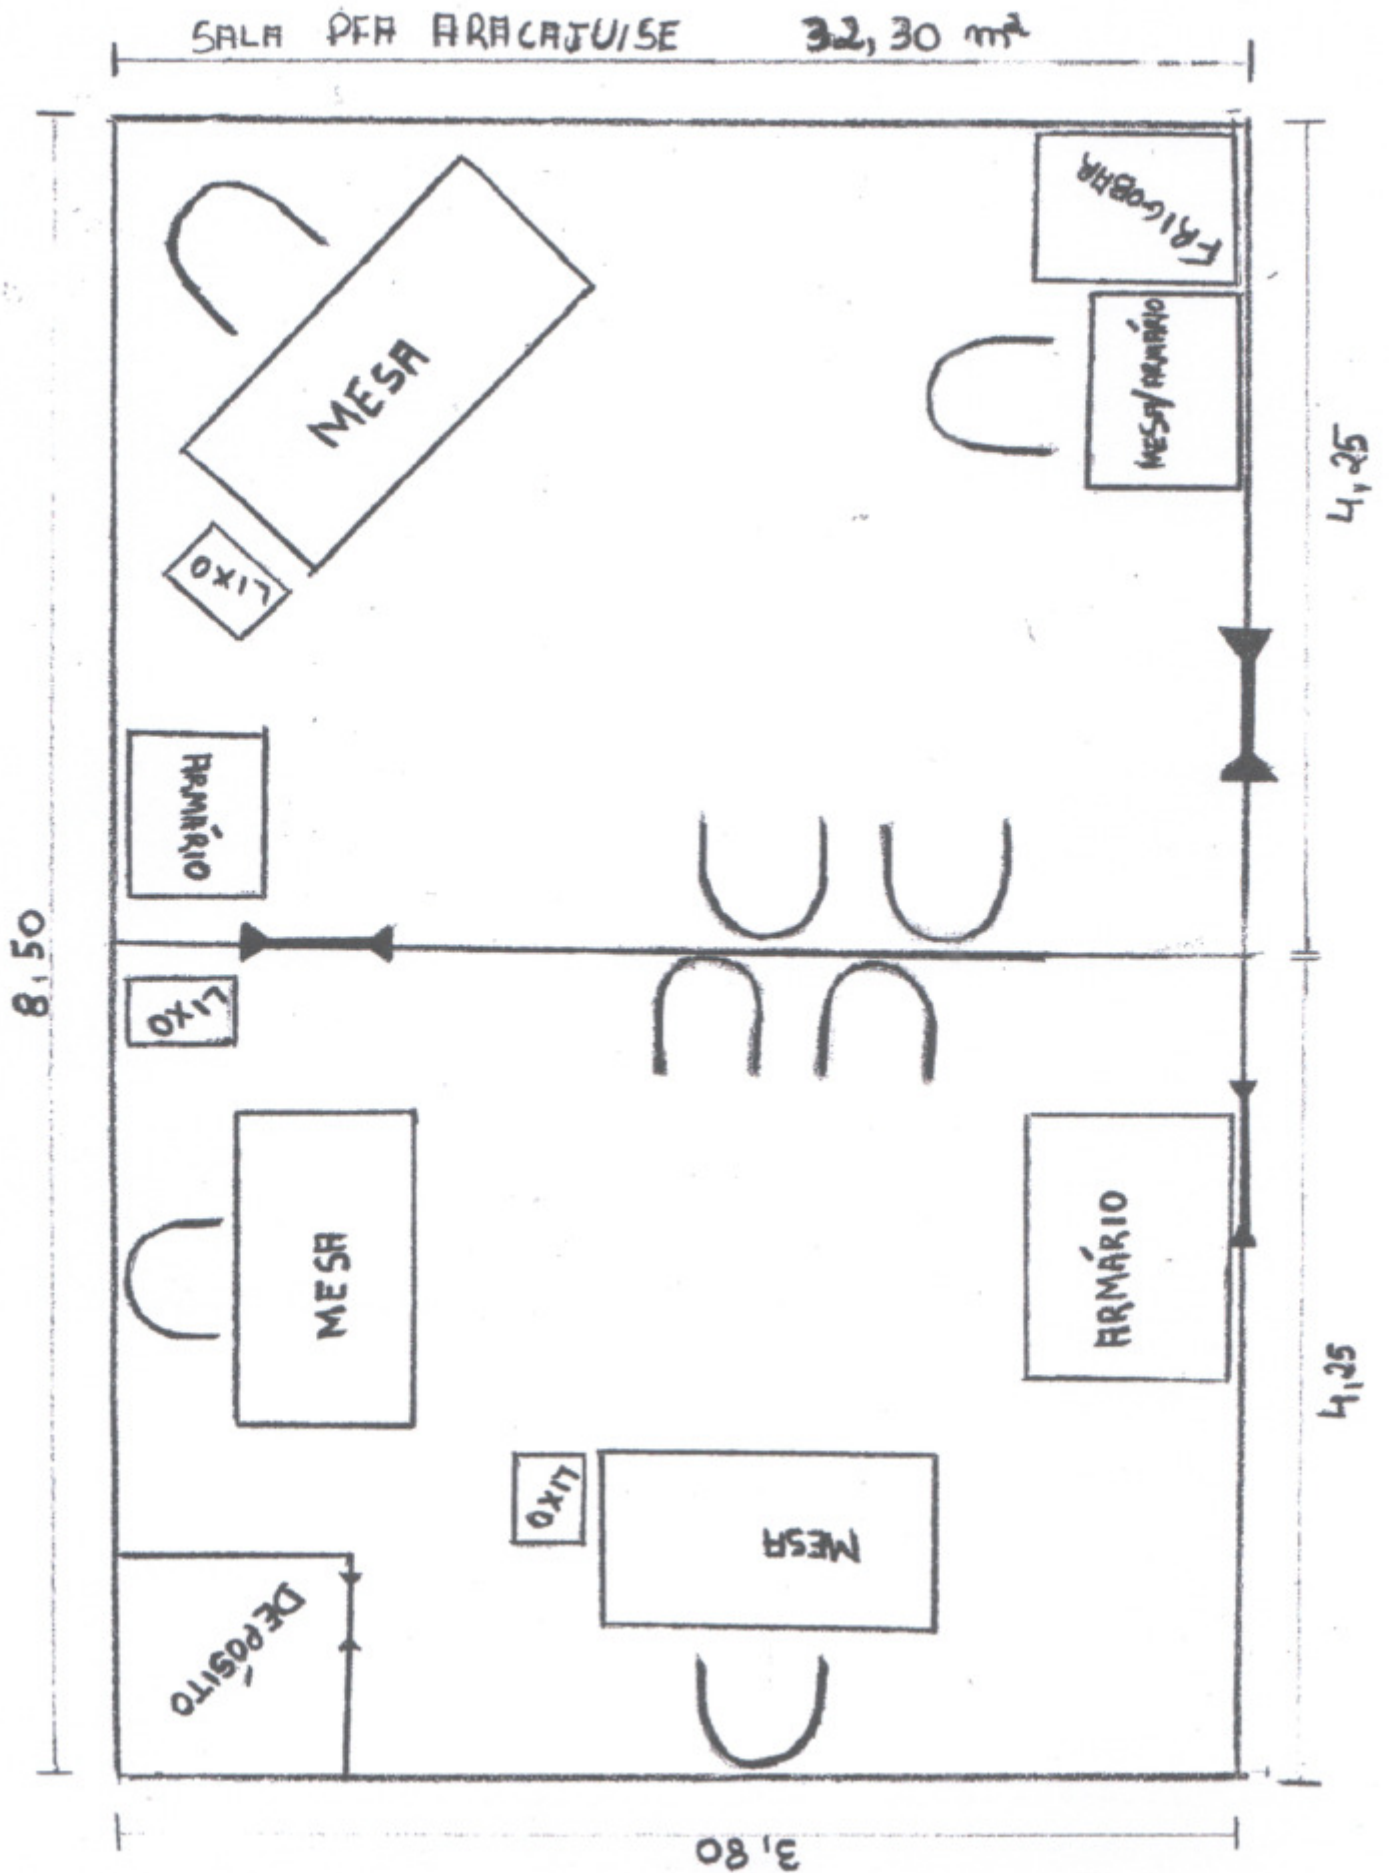 SALA PFA ARACAJU/SE 32,30 m²
FRIGOBAR
MESA
MESA/ARMÁRIO
4,25
LIXO
ARMÁRIO
8,50
LIXO
MESA
ARMÁRIO
4,25
LIXO
MESA
DEPÓSITO
3,80